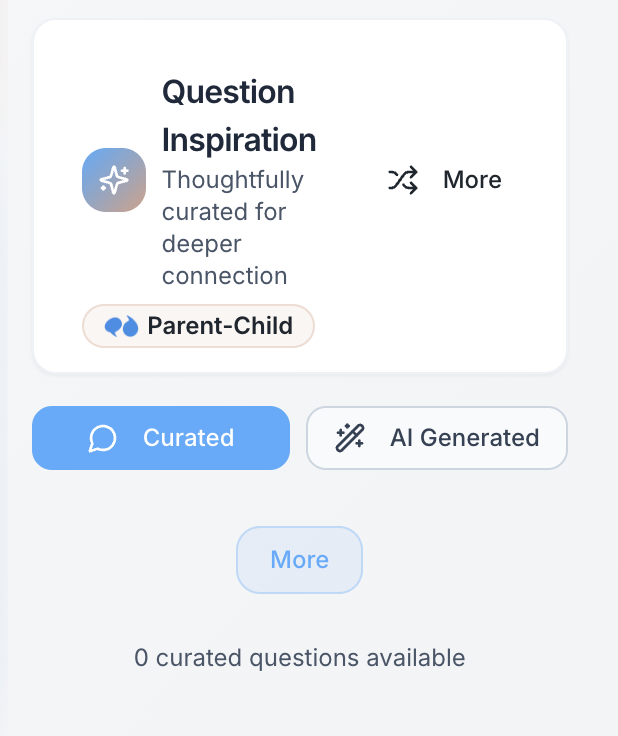 Question
Inspiration
Thoughtfully
curated for
deeper
connection
More
Parent-Child
Curated
AI Generated
More
0 curated questions available